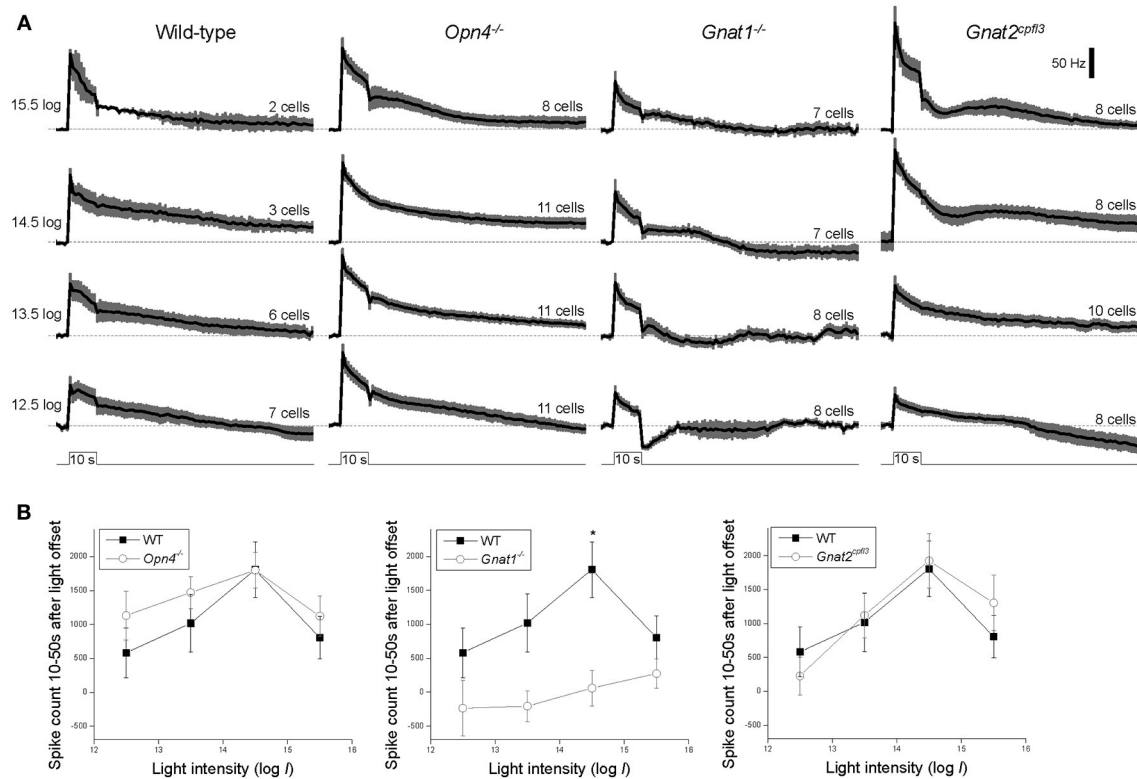 A
Wild-type
Opn4-/-
Gnat1-/-
Gnat2cpfl3
50 Hz
15.5 log
2 cells
8 cells
7 cells
8 cells
14.5 log
3 cells
11 cells
7 cells
8 cells
13.5 log
6 cells
11 cells
8 cells
10 cells
12.5 log
7 cells
11 cells
8 cells
8 cells
10 s
10 s
10 s
10 s
B
Spike count 10-50s after light offset
2000
1500
1000
500
0
-500
WT
Opn4-/-
12 13 14 15 16
Light intensity (log I)
Spike count 10-50s after light offset
2000
1500
1000
500
0
-500
WT
Gnat1-/-
*
12 13 14 15 16
Light intensity (log I)
Spike count 10-50s after light offset
2000
1500
1000
500
0
-500
WT
Gnat2cpfl3
12 13 14 15 16
Light intensity (log I)